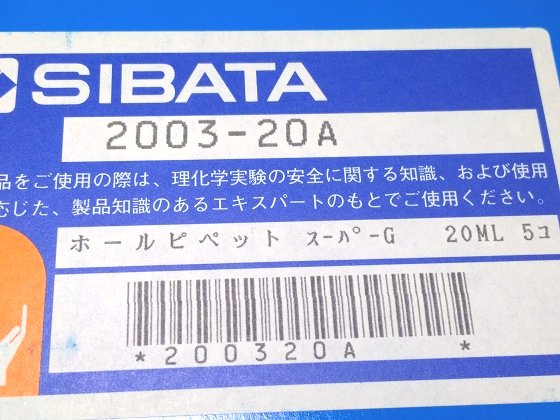 SIBATA
2003-20A
品をご使用の際は、理化学実験の安全に関する知識、および使用
応じた、製品知識のあるエキスパートのもとでご使用ください。
ホールピペット ｽｰﾊﾟｰG 20ML 5コ
*200320A *